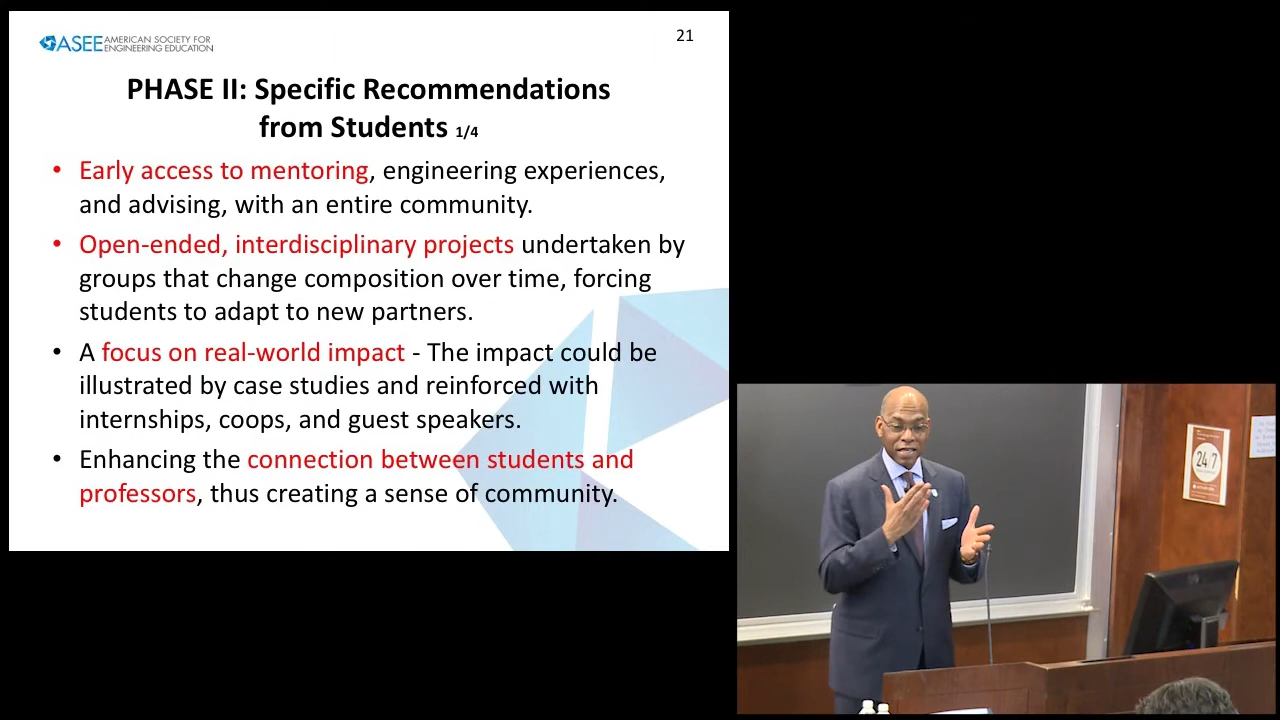 21
ASEE AMERICAN SOCIETY FOR
ENGINEERING EDUCATION
PHASE II: Specific Recommendations
from Students 1/4
• Early access to mentoring, engineering experiences,
and advising, with an entire community.
• Open-ended, interdisciplinary projects undertaken by
groups that change composition over time, forcing
students to adapt to new partners.
• A focus on real-world impact - The impact could be
illustrated by case studies and reinforced with
internships, coops, and guest speakers.
• Enhancing the connection between students and
professors, thus creating a sense of community.
24 7